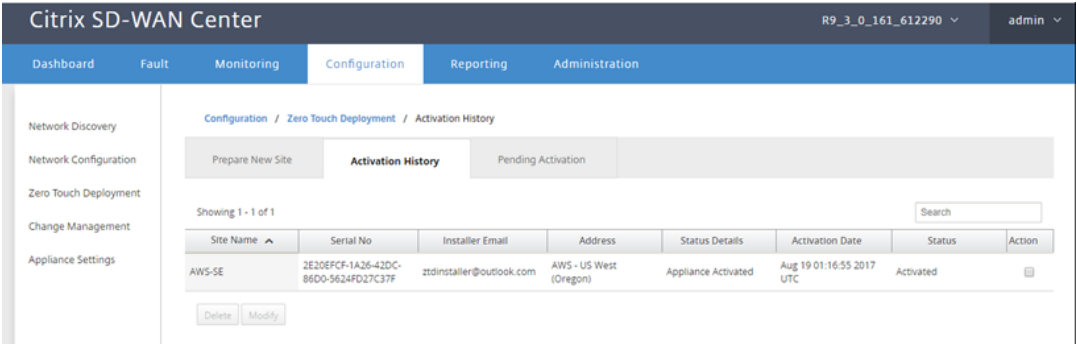 Citrix SD-WAN Center
R9_3_0_161_612290
admin
Dashboard Fault Monitoring Configuration Reporting Administration
Network Discovery
Network Configuration
Zero Touch Deployment
Change Management
Appliance Settings
Configuration / Zero Touch Deployment / Activation History
Prepare New Site Activation History Pending Activation
Showing 1 - 1 of 1
Search
Site Name Serial No Installer Email Address Status Details Activation Date Status Action
AWS-SE
2E20EFCF-1A26-42DC-
86D0-5624FD27C37F
ztdinstaller@outlook.com
AWS - US West
(Oregon)
Appliance Activated
Aug 19 01:16:55 2017
UTC
Activated
Delete Modify